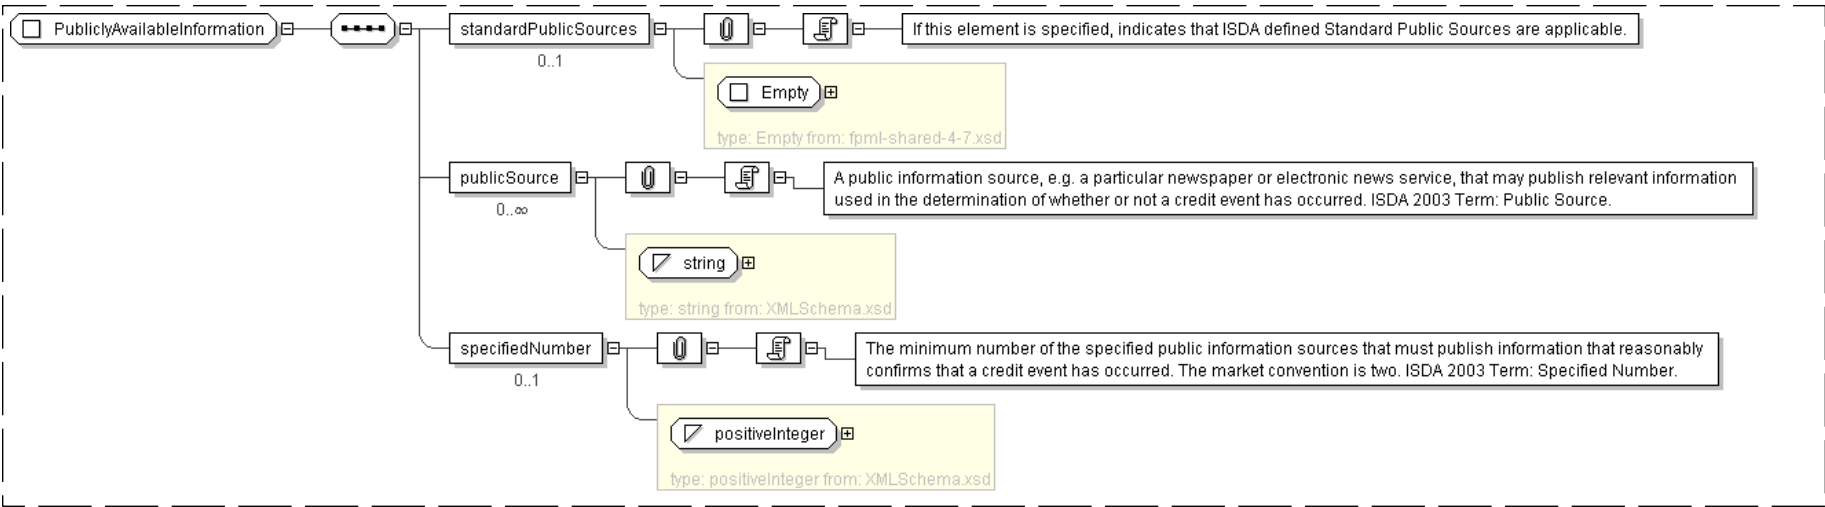 PubliclyAvailableInformation
standardPublicSources
If this element is specified, indicates that ISDA defined Standard Public Sources are applicable.
0..1
Empty
type: Empty from: fpml-shared-4-7.xsd
publicSource
A public information source, e.g. a particular newspaper or electronic news service, that may publish relevant information
used in the determination of whether or not a credit event has occurred. ISDA 2003 Term: Public Source.
0..∞
string
type: string from: XMLSchema.xsd
specifiedNumber
The minimum number of the specified public information sources that must publish information that reasonably
confirms that a credit event has occurred. The market convention is two. ISDA 2003 Term: Specified Number.
0..1
positiveInteger
type: positiveInteger from: XMLSchema.xsd